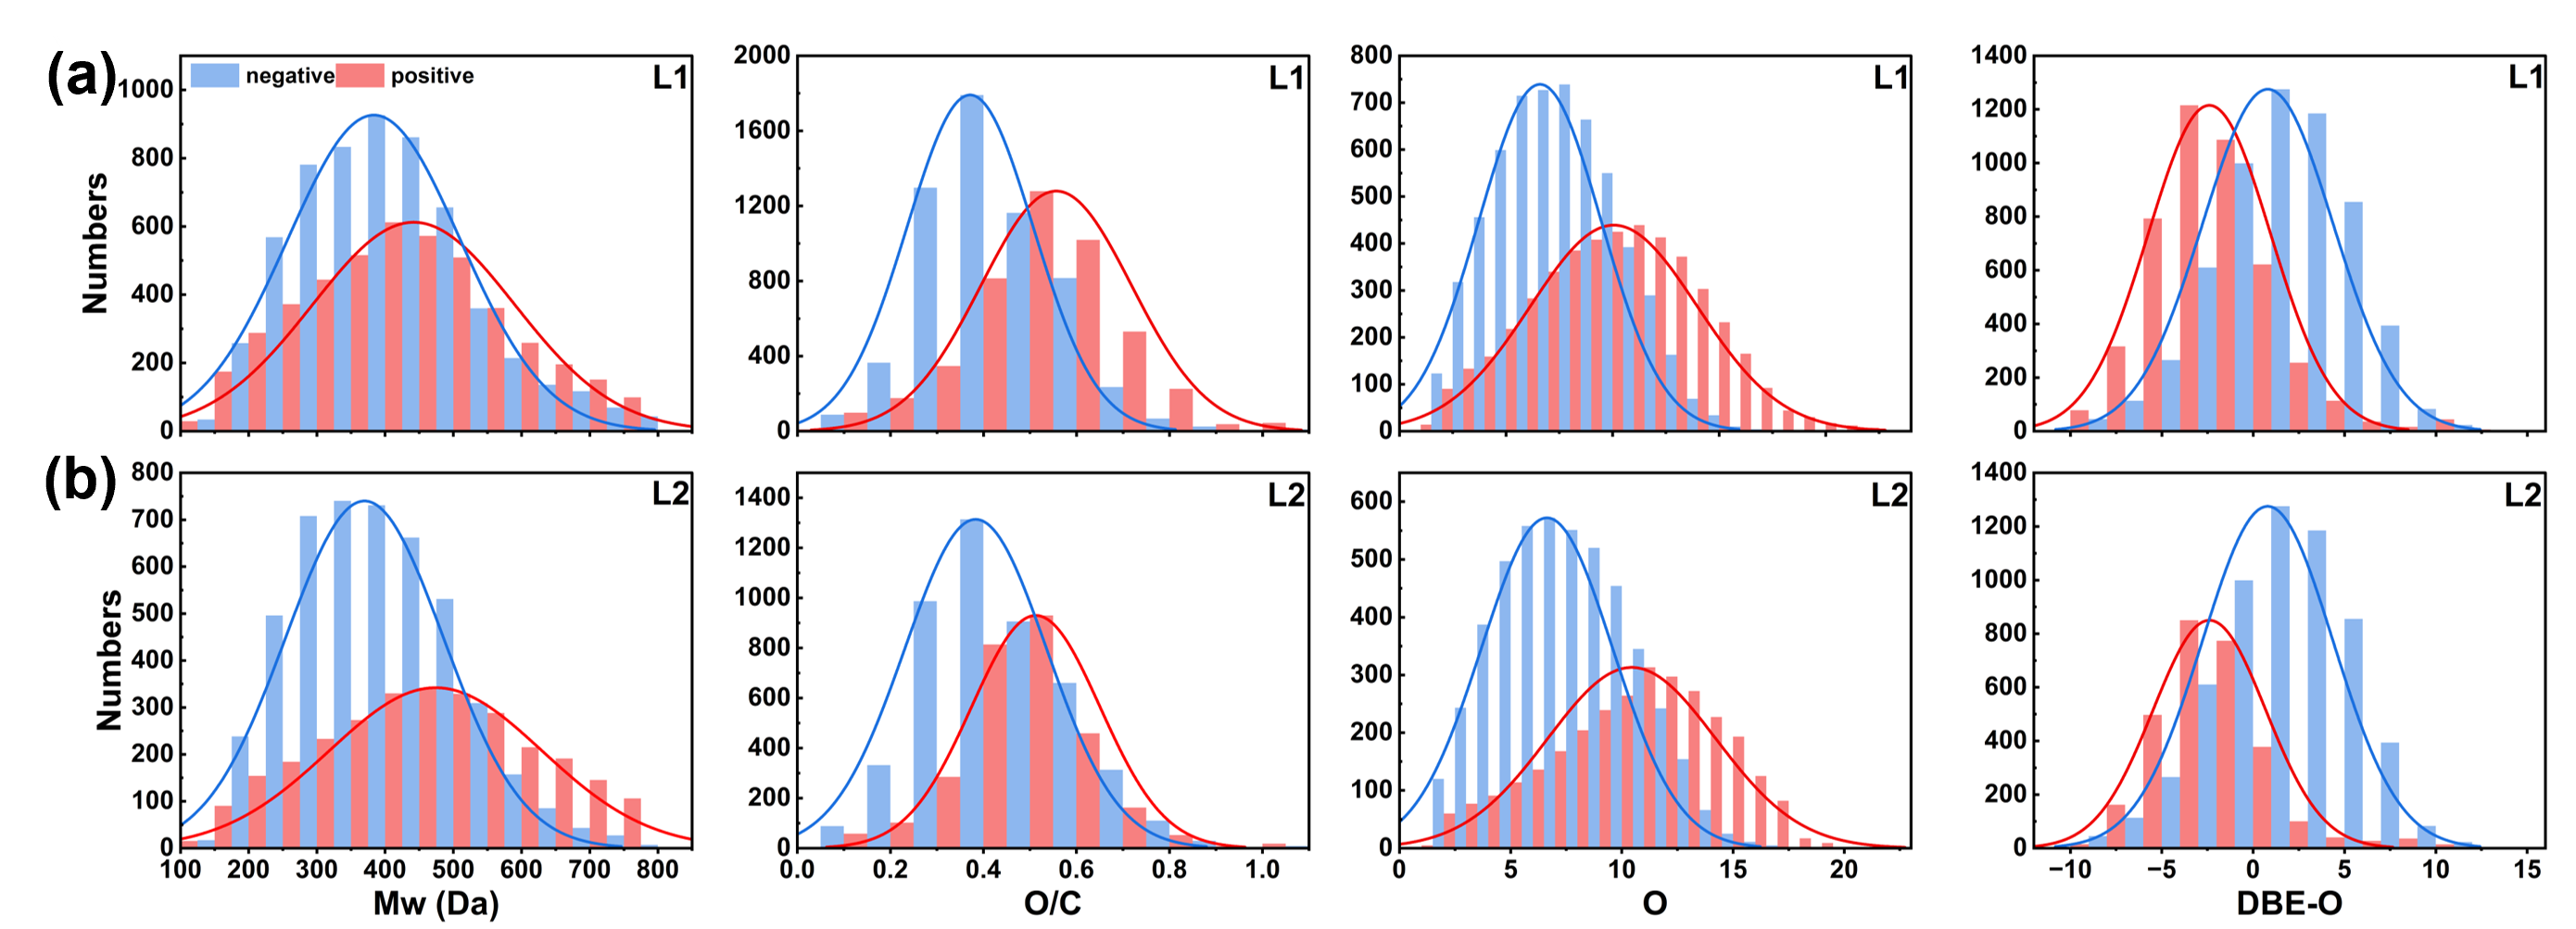 (a)
negative positive
L1
L1
L1
L1
Numbers
1000
800
600
400
200
0
2000
1600
1200
800
400
0
800
700
600
500
400
300
200
100
0
1400
1200
1000
800
600
400
200
0
(b)
L2
L2
L2
L2
Numbers
800
700
600
500
400
300
200
100
0
1400
1200
1000
800
600
400
200
0
600
500
400
300
200
100
0
1400
1200
1000
800
600
400
200
0
100 200 300 400 500 600 700 800
0.0 0.2 0.4 0.6 0.8 1.0
0 5 10 15 20
−10 −5 0 5 10 15
Mw (Da)
O/C
O
DBE-O